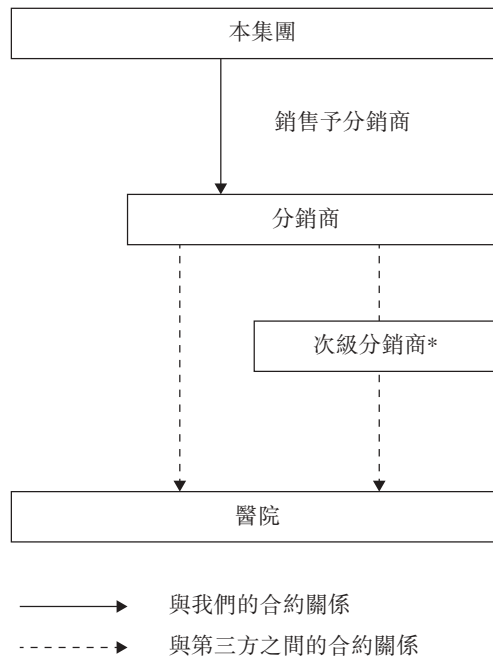 本集團
銷售予分銷商
分銷商
次級分銷商*
醫院
與我們的合約關係
與第三方之間的合約關係